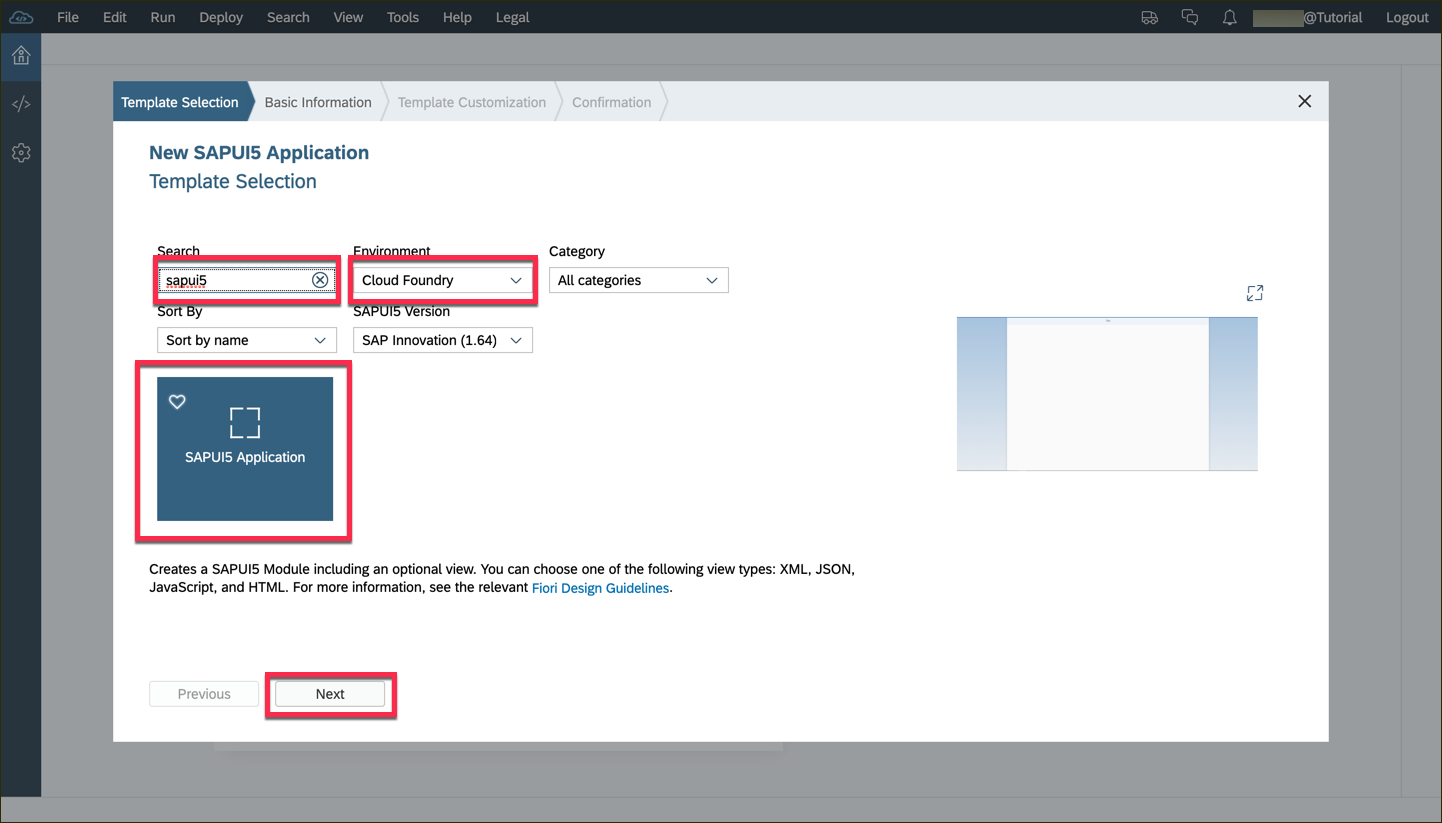 File Edit Run Deploy Search View Tools Help Legal @Tutorial Logout
Template Selection Basic Information Template Customization Confirmation
New SAPUI5 Application
Template Selection
Search Environment Category
sapui5 Cloud Foundry All categories
Sort By SAPUI5 Version
Sort by name SAP Innovation (1.64)
SAPUI5 Application
Creates a SAPUI5 Module including an optional view. You can choose one of the following view types: XML, JSON,
JavaScript, and HTML. For more information, see the relevant Fiori Design Guidelines.
Previous Next